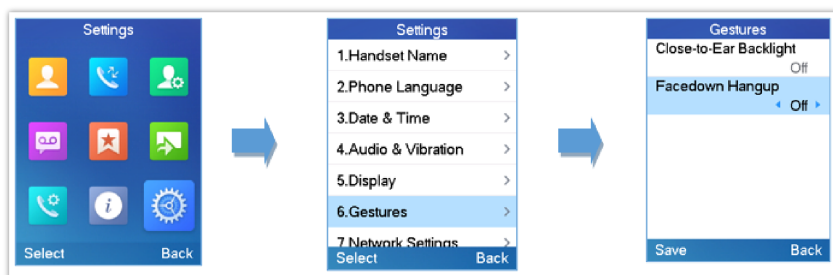 Settings
Select Back
Settings
1.Handset Name
2.Phone Language
3.Date & Time
4.Audio & Vibration
5.Display
6.Gestures
7.Network Settings
Select Back
Gestures
Close-to-Ear Backlight
Off
Facedown Hangup
Off
Save Back